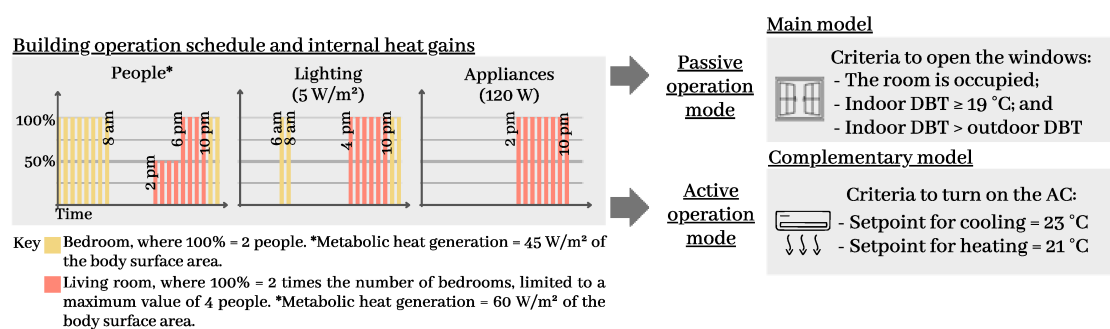 Building operation schedule and internal heat gains
People*
Lighting
(5 W/m²)
Appliances
(120 W)
100%
50%
8 am
2 pm
6 pm
10 pm
6 am
8 am
4 pm
10 pm
2 pm
10 pm
Time
Key
Bedroom, where 100% = 2 people. *Metabolic heat generation = 45 W/m² of
the body surface area.
Living room, where 100% = 2 times the number of bedrooms, limited to a
maximum value of 4 people. *Metabolic heat generation = 60 W/m² of the
body surface area.
Passive
operation
mode
Active
operation
mode
Main model
Criteria to open the windows:
- The room is occupied;
- Indoor DBT ≥ 19 °C; and
- Indoor DBT > outdoor DBT
Complementary model
Criteria to turn on the AC:
- Setpoint for cooling = 23 °C
- Setpoint for heating = 21 °C